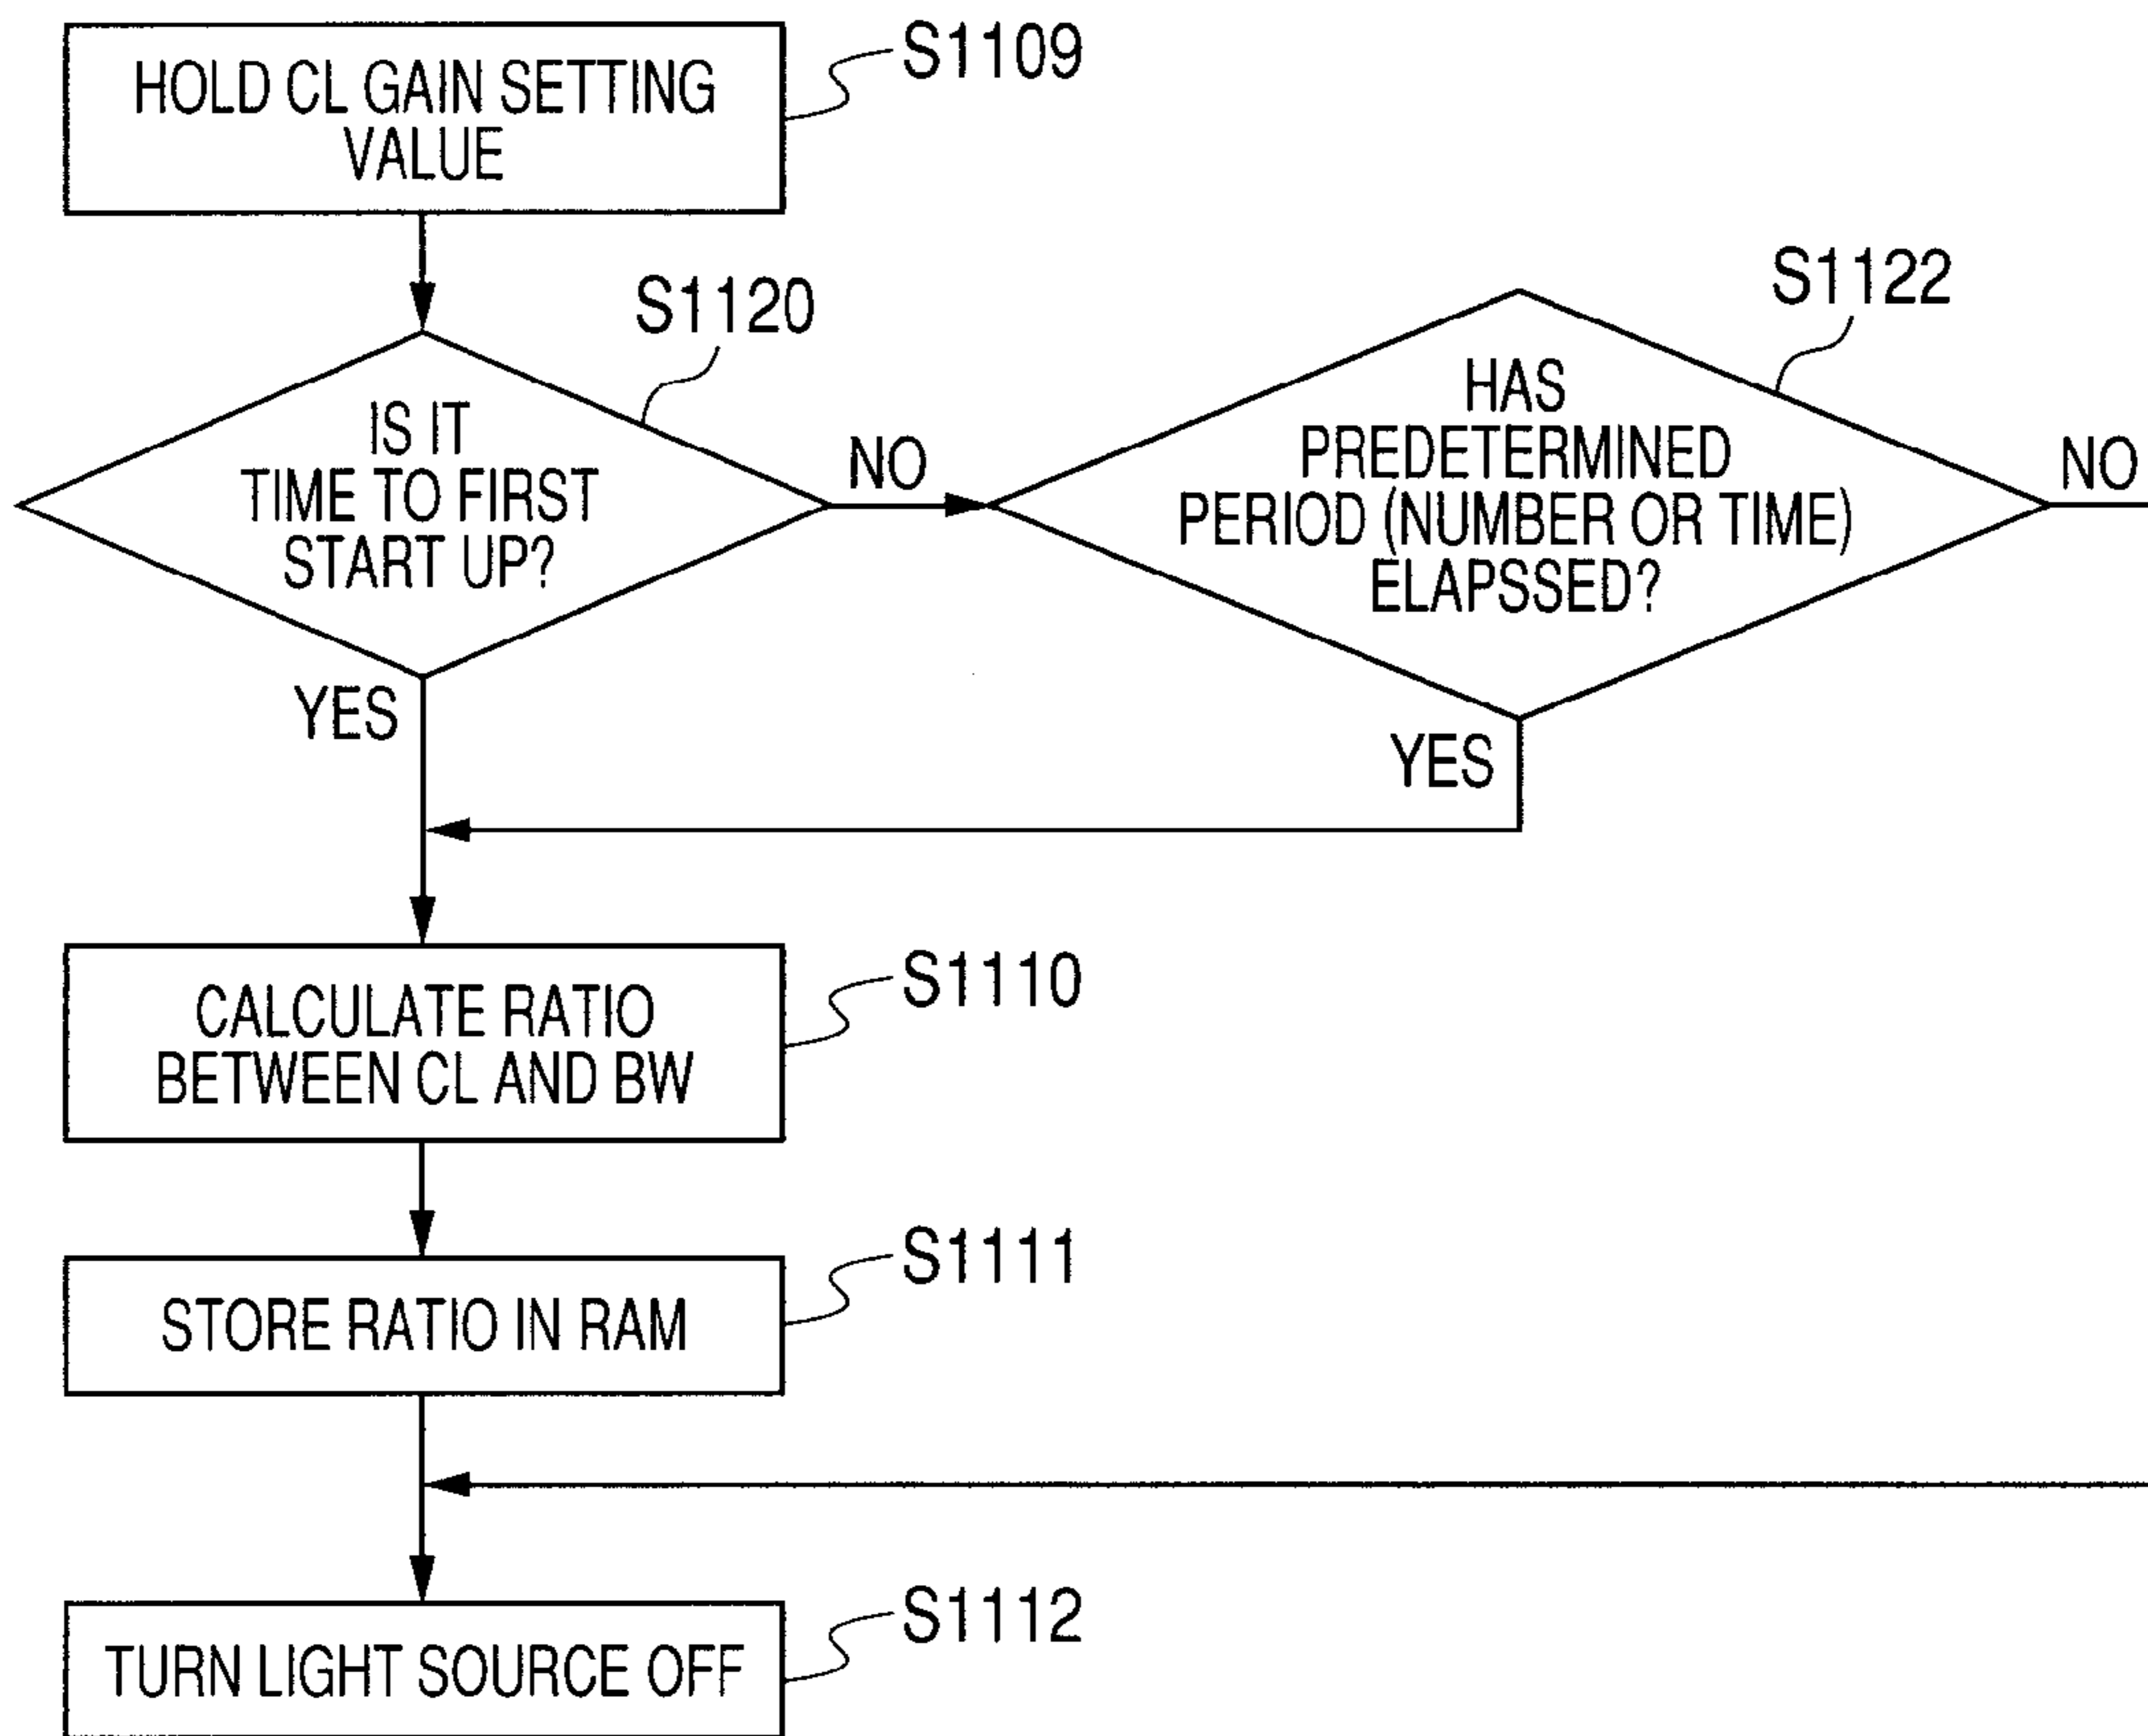 HOLD CL GAIN SETTING
VALUE
S1109
S1120
IS IT
TIME TO FIRST
START UP?
NO
YES
S1122
HAS
PREDETERMINED
PERIOD (NUMBER OR TIME)
ELAPSSED?
NO
YES
CALCULATE RATIO
BETWEEN CL AND BW
S1110
STORE RATIO IN RAM
S1111
TURN LIGHT SOURCE OFF
S1112